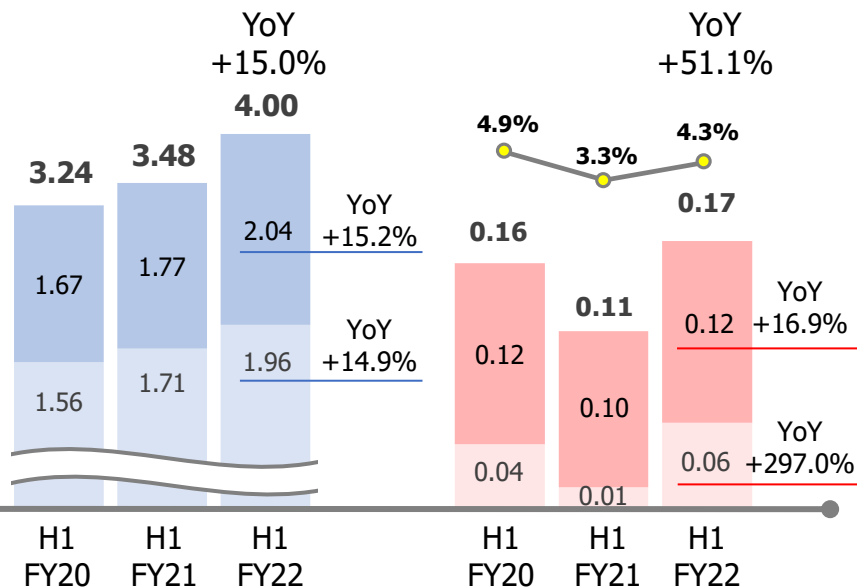 YoY
+15.0%
4.00
3.48
3.24
2.04
1.77
1.67
YoY
+15.2%
1.96
1.71
1.56
YoY
+14.9%
H1
FY20
H1
FY21
H1
FY22
YoY
+51.1%
4.9%
3.3%
4.3%
0.17
0.16
0.11
0.12
0.12
0.10
YoY
+16.9%
0.06
0.04
0.01
YoY
+297.0%
H1
FY20
H1
FY21
H1
FY22